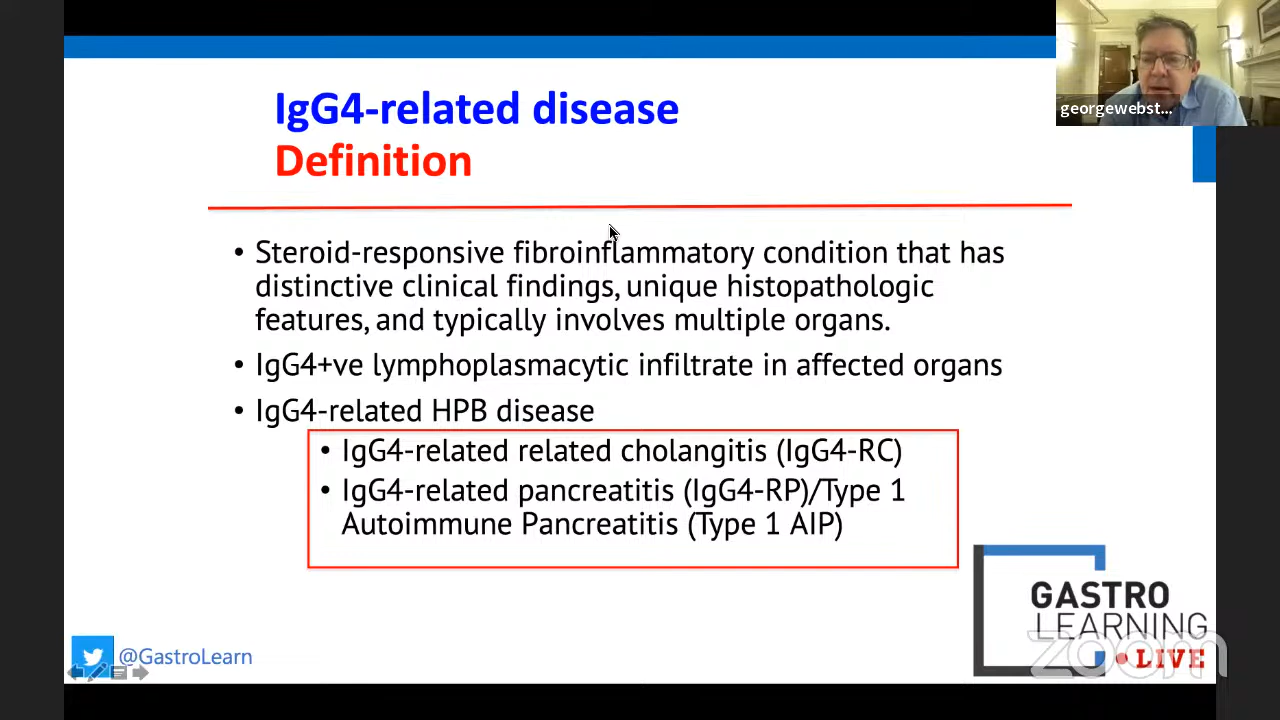 IgG4-related disease
Definition
georgewebst...
• Steroid-responsive fibroinflammatory condition that has
distinctive clinical findings, unique histopathologic
features, and typically involves multiple organs.
• IgG4+ve lymphoplasmacytic infiltrate in affected organs
• IgG4-related HPB disease
• IgG4-related related cholangitis (IgG4-RC)
• IgG4-related pancreatitis (IgG4-RP)/Type 1
Autoimmune Pancreatitis (Type 1 AIP)
GASTRO
LEARNING
zoom
• LIVE
@GastroLearn